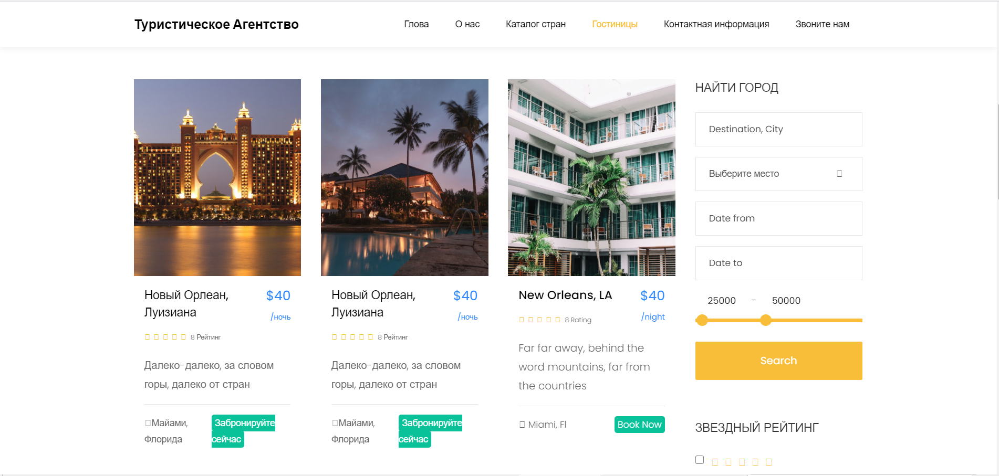 Туристическое Агентство
Глова
О нас
Каталог стран
Гостиницы
Контактная информация
Звоните нам
Новый Орлеан,
Луизиана
$40
/ночь
8 Рейтинг
Далеко-далеко, за словом
горы, далеко от стран
Майами,
Флорида
Забронируйте
сейчас
Новый Орлеан,
Луизиана
$40
/ночь
8 Рейтинг
Далеко-далеко, за словом
горы, далеко от стран
Майами,
Флорида
Забронируйте
сейчас
New Orleans, LA
$40
/night
8 Rating
Far far away, behind the
word mountains, far from
the countries
Miami, Fl
Book Now
НАЙТИ ГОРОД
Destination, City
Выберите место
Date from
Date to
25000 - 50000
Search
ЗВЕЗДНЫЙ РЕЙТИНГ